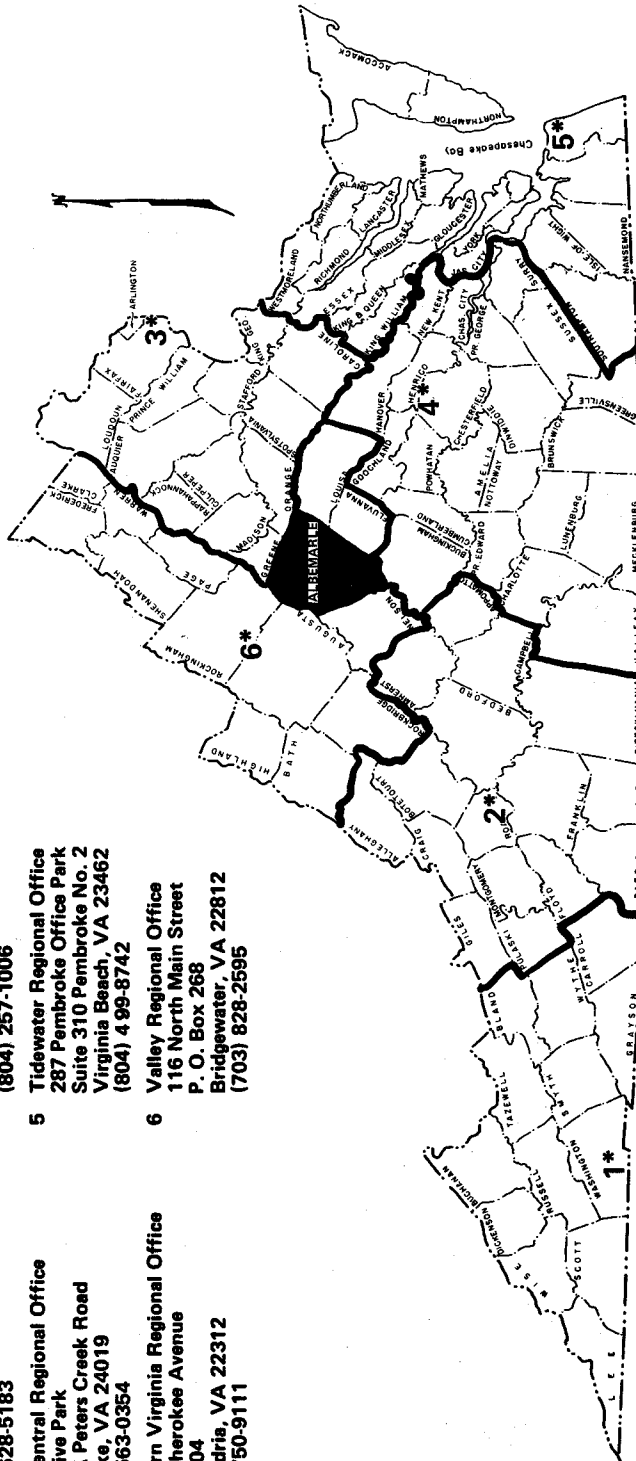 328-5183
entral Regional Office
ive Park
Peters Creek Road
ke, VA 24019
563-0354
rn Virginia Regional Office
herokee Avenue
04
dria, VA 22312
750-9111
(804) 257-1006
5 Tidewater Regional Office
287 Pembroke Office Park
Suite 310 Pembroke No. 2
Virginia Beach, VA 23462
(804) 499-8742
6 Valley Regional Office
116 North Main Street
P. O. Box 268
Bridgewater, VA 22812
(703) 828-2595
N
ARLINGTON
3*
FAIRFAX
LOUDOUN
PRINCE WILLIAM
AUQUIER
FREDERICK
CLARKE
WARREN
SHENANDOAH
PAGE
RAPPAHANNOCK
CULPEPER
STAFFORD
KING GEO.
WESTMORELAND
NORTHUMBERLAND
RICHMOND
LANCASTER
ESSEX
MIDDLESEX
KING & QUEEN
MATHEWS
GLOUCESTER
ACCOMACK
NORTHAMPTON
Chesapeake Bay
ROCKINGHAM
6*
MADISON
GREEN
ORANGE
SPOTSYLVANIA
CAROLINE
KING WILLIAM
HIGHLAND
AUGUSTA
ALBEMARLE
LOUISA
HANOVER
NEW KENT
JAS. CITY
YORK
BATH
FLUVANNA
GOOCHLAND
HENRICO
4*
CHAS. CITY
5*
ALLEGHANY
ROCKBRIDGE
NELSON
AMHERST
BUCKINGHAM
CUMBERLAND
POWHATAN
CHESTERFIELD
PR. GEORGE
SURRY
ISLE OF WIGHT
NANSEMOND
BOTETOURT
CRAIG
BEDFORD
APPOMATTOX
PR. EDWARD
AMELIA
NOTTOWAY
DINWIDDIE
SUSSEX
SOUTHAMPTON
GILES
MONTGOMERY
2*
ROA
CAMPBELL
CHARLOTTE
LUNENBURG
BRUNSWICK
GREENSVILLE
MECKLENBURG
BLAND
PULASKI
FLOYD
FRANKLIN
BUCHANAN
DICKENSON
TAZEWELL
WYTHE
CARROLL
WISE
RUSSELL
SMYTH
GRAYSON
SCOTT
WASHINGTON
1*
LEE